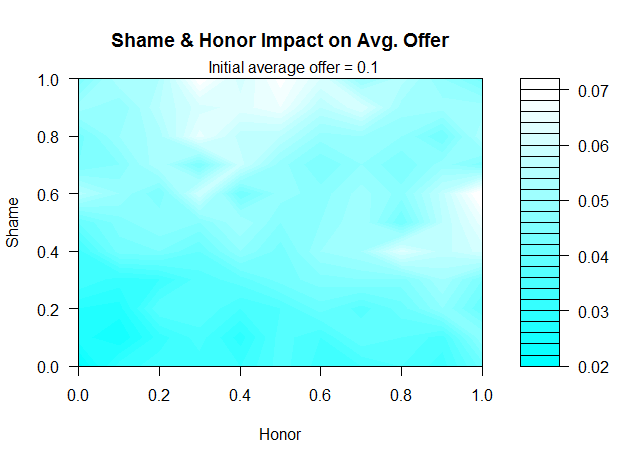 Shame & Honor Impact on Avg. Offer
Initial average offer = 0.1
1.0
0.8
0.6
0.4
0.2
0.0
Shame
0.0 0.2 0.4 0.6 0.8 1.0
Honor
0.07
0.06
0.05
0.04
0.03
0.02